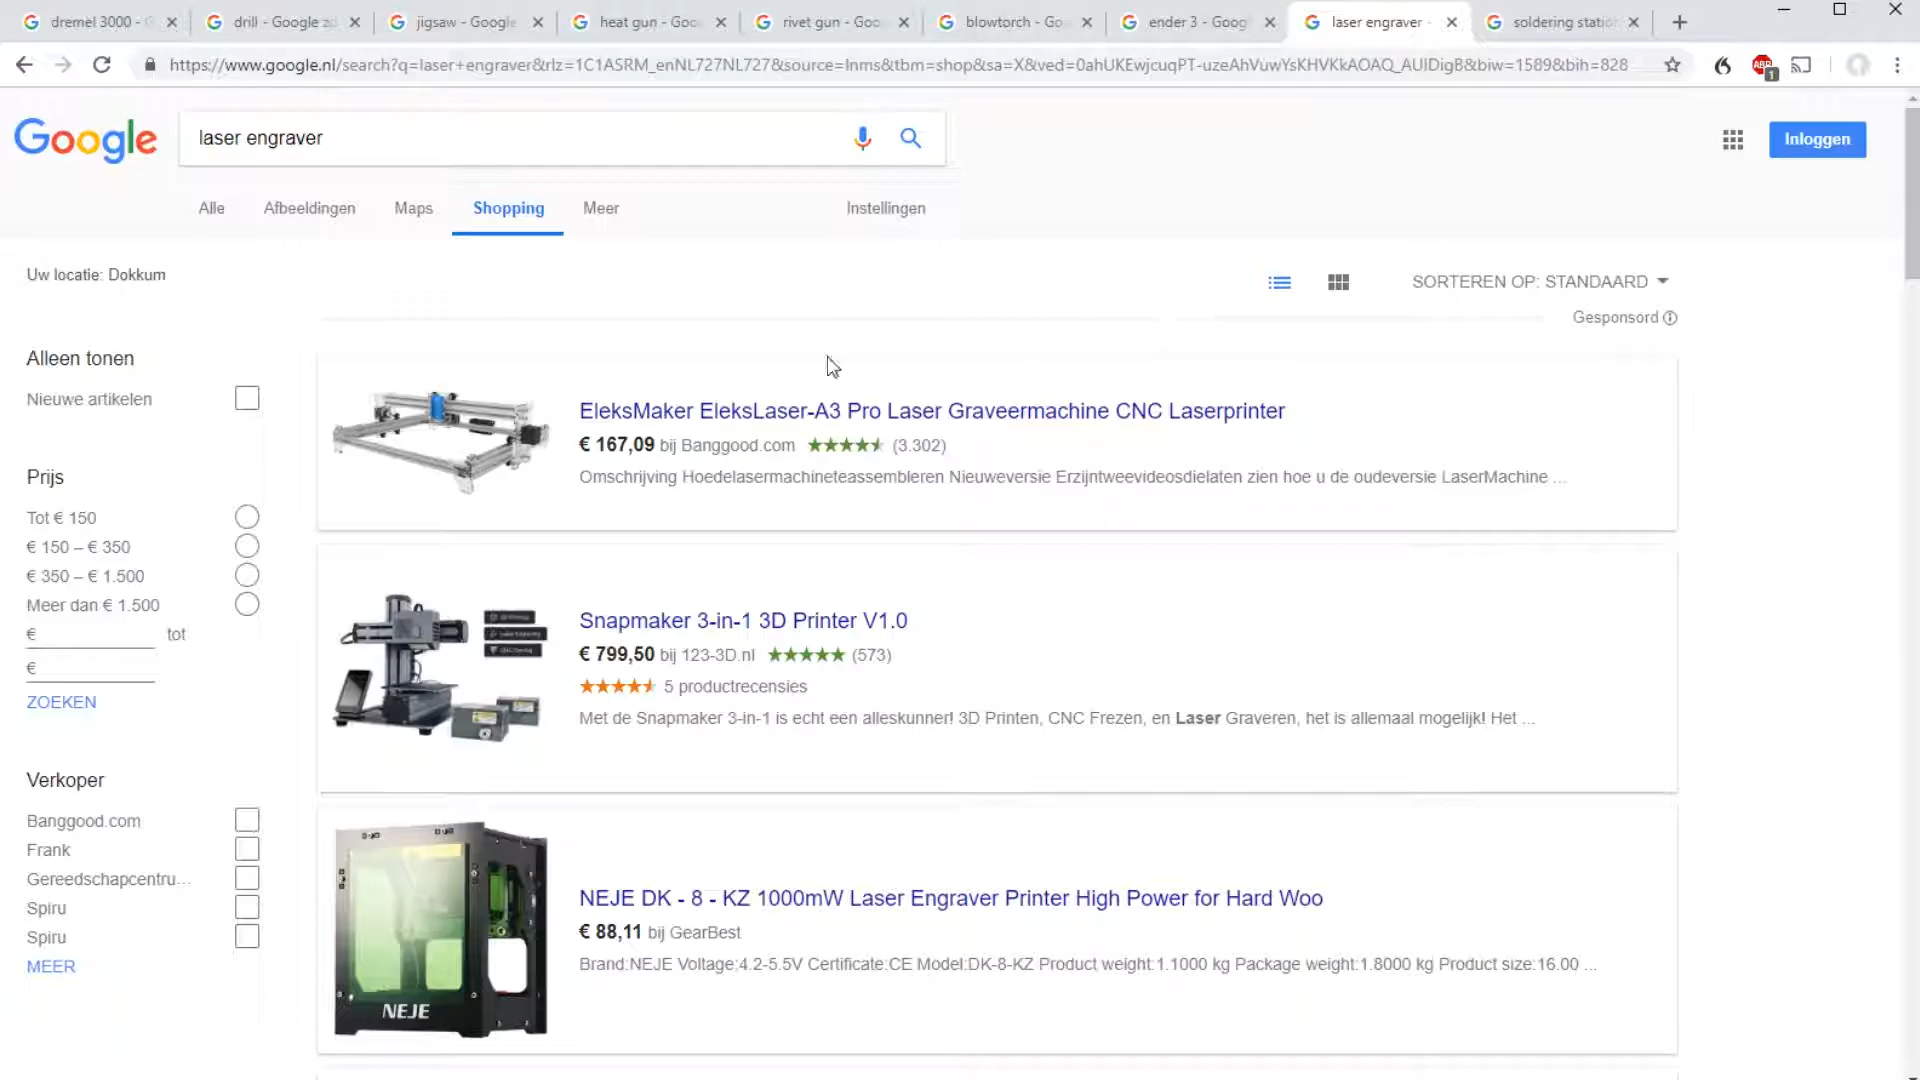 dremel 3000 - G
drill - Google zo
jigsaw - Google
heat gun - Goo
rivet gun - Goo
blowtorch - Go
ender 3 - Goog
laser engraver -
soldering statio
https://www.google.nl/search?q=laser+engraver&rlz=1C1ASRM_enNL727NL727&source=lnms&tbm=shop&sa=X&ved=0ahUKEwjcuqPT-uzeAhVuwYsKHVKkAOAQ_AUIDigB&biw=1589&bih=828
ABP
1
Google
laser engraver
Inloggen
Alle
Afbeeldingen
Maps
Shopping
Meer
Instellingen
Uw locatie: Dokkum
SORTEREN OP: STANDAARD
Gesponsord
Alleen tonen
Nieuwe artikelen
Prijs
Tot € 150
€ 150 – € 350
€ 350 – € 1.500
Meer dan € 1.500
€ tot
€
ZOEKEN
Verkoper
Banggood.com
Frank
Gereedschapcentru...
Spiru
Spiru
MEER
EleksMaker EleksLaser-A3 Pro Laser Graveermachine CNC Laserprinter
€ 167,09 bij Banggood.com (3.302)
Omschrijving Hoedelasermachineteassembleren Nieuweversie Erzijntweevideosdielaten zien hoe u de oudeversie LaserMachine ...
Snapmaker 3-in-1 3D Printer V1.0
€ 799,50 bij 123-3D.nl (573)
5 productrecensies
Met de Snapmaker 3-in-1 is echt een alleskunner! 3D Printen, CNC Frezen, en Laser Graveren, het is allemaal mogelijk! Het ...
NEJE
NEJE DK - 8 - KZ 1000mW Laser Engraver Printer High Power for Hard Woo
€ 88,11 bij GearBest
Brand:NEJE Voltage:4.2-5.5V Certificate:CE Model:DK-8-KZ Product weight:1.1000 kg Package weight:1.8000 kg Product size:16.00 ...